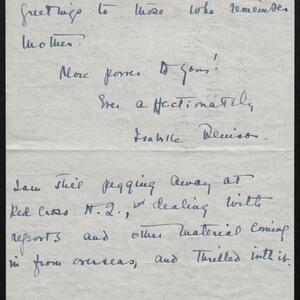 greetings to those who remember
Mother!
More power to you!
Ever affectionately
Isabelle Denison.
I am still pegging away at
Red Cross H.Q., dealing with
reports and other material coming
in from overseas, and thrilled with it.